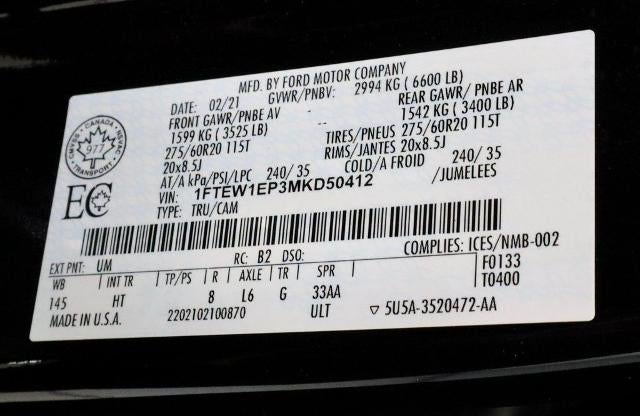 MFD. BY FORD MOTOR COMPANY
DATE: 02/21 GVWR/PNBV: 2994 KG ( 6600 LB)
FRONT GAWR/PNBE AV -- REAR GAWR/ PNBE AR
1599 KG ( 3525 LB) 1542 KG ( 3400 LB)
275/60R20 115T TIRES/PNEUS 275/60R20 115T
20x8.5J RIMS/JANTES 20x8.5J
AT/A kPa/PSI/LPC 240/ 35 COLD/A FROID 240/ 35
VIN: 1FTEW1EP3MKD50412 /JUMELEES
TYPE: TRU/CAM
CANADA
NSVAC
977
TRANSPORT
EC
COMPLIES: ICES/NMB-002
EXT PNT: UM RC: B2 DSO: F0133
WB INT TR TP/PS R AXLE TR SPR T0400
145 HT 8 L6 G 33AA
MADE IN U.S.A. 2202102100870 ULT ▽ 5U5A-3520472-AA